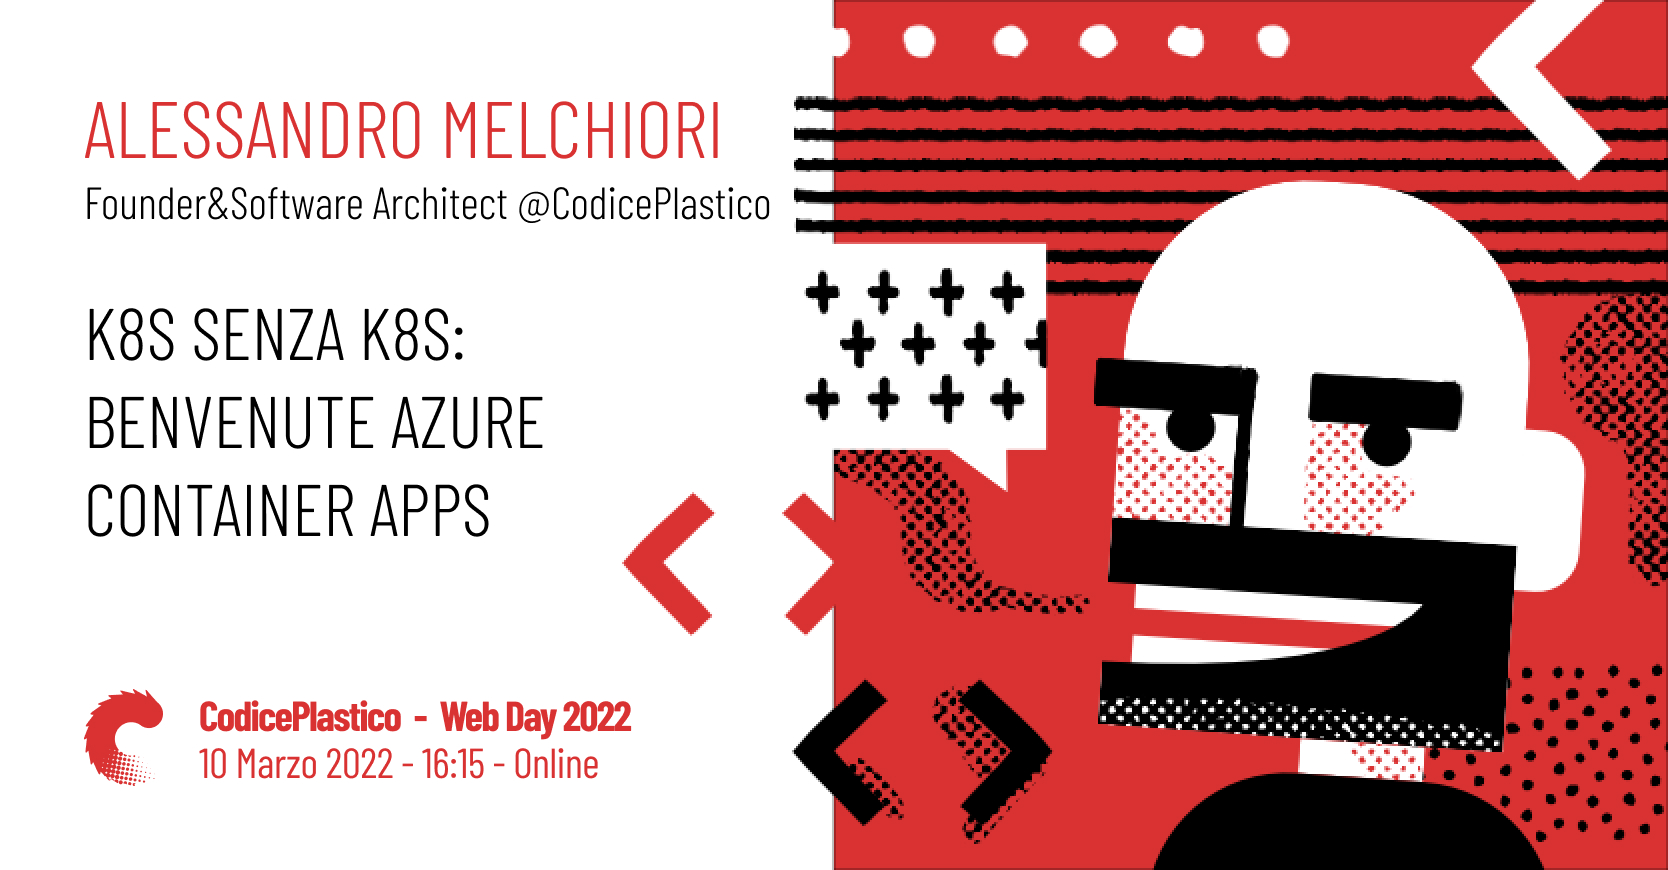 ALESSANDRO MELCHIORI
Founder&Software Architect @CodicePlastico
K8S SENZA K8S:
BENVENUTE AZURE
CONTAINER APPS
CodicePlastico - Web Day 2022
10 Marzo 2022 - 16:15 - Online